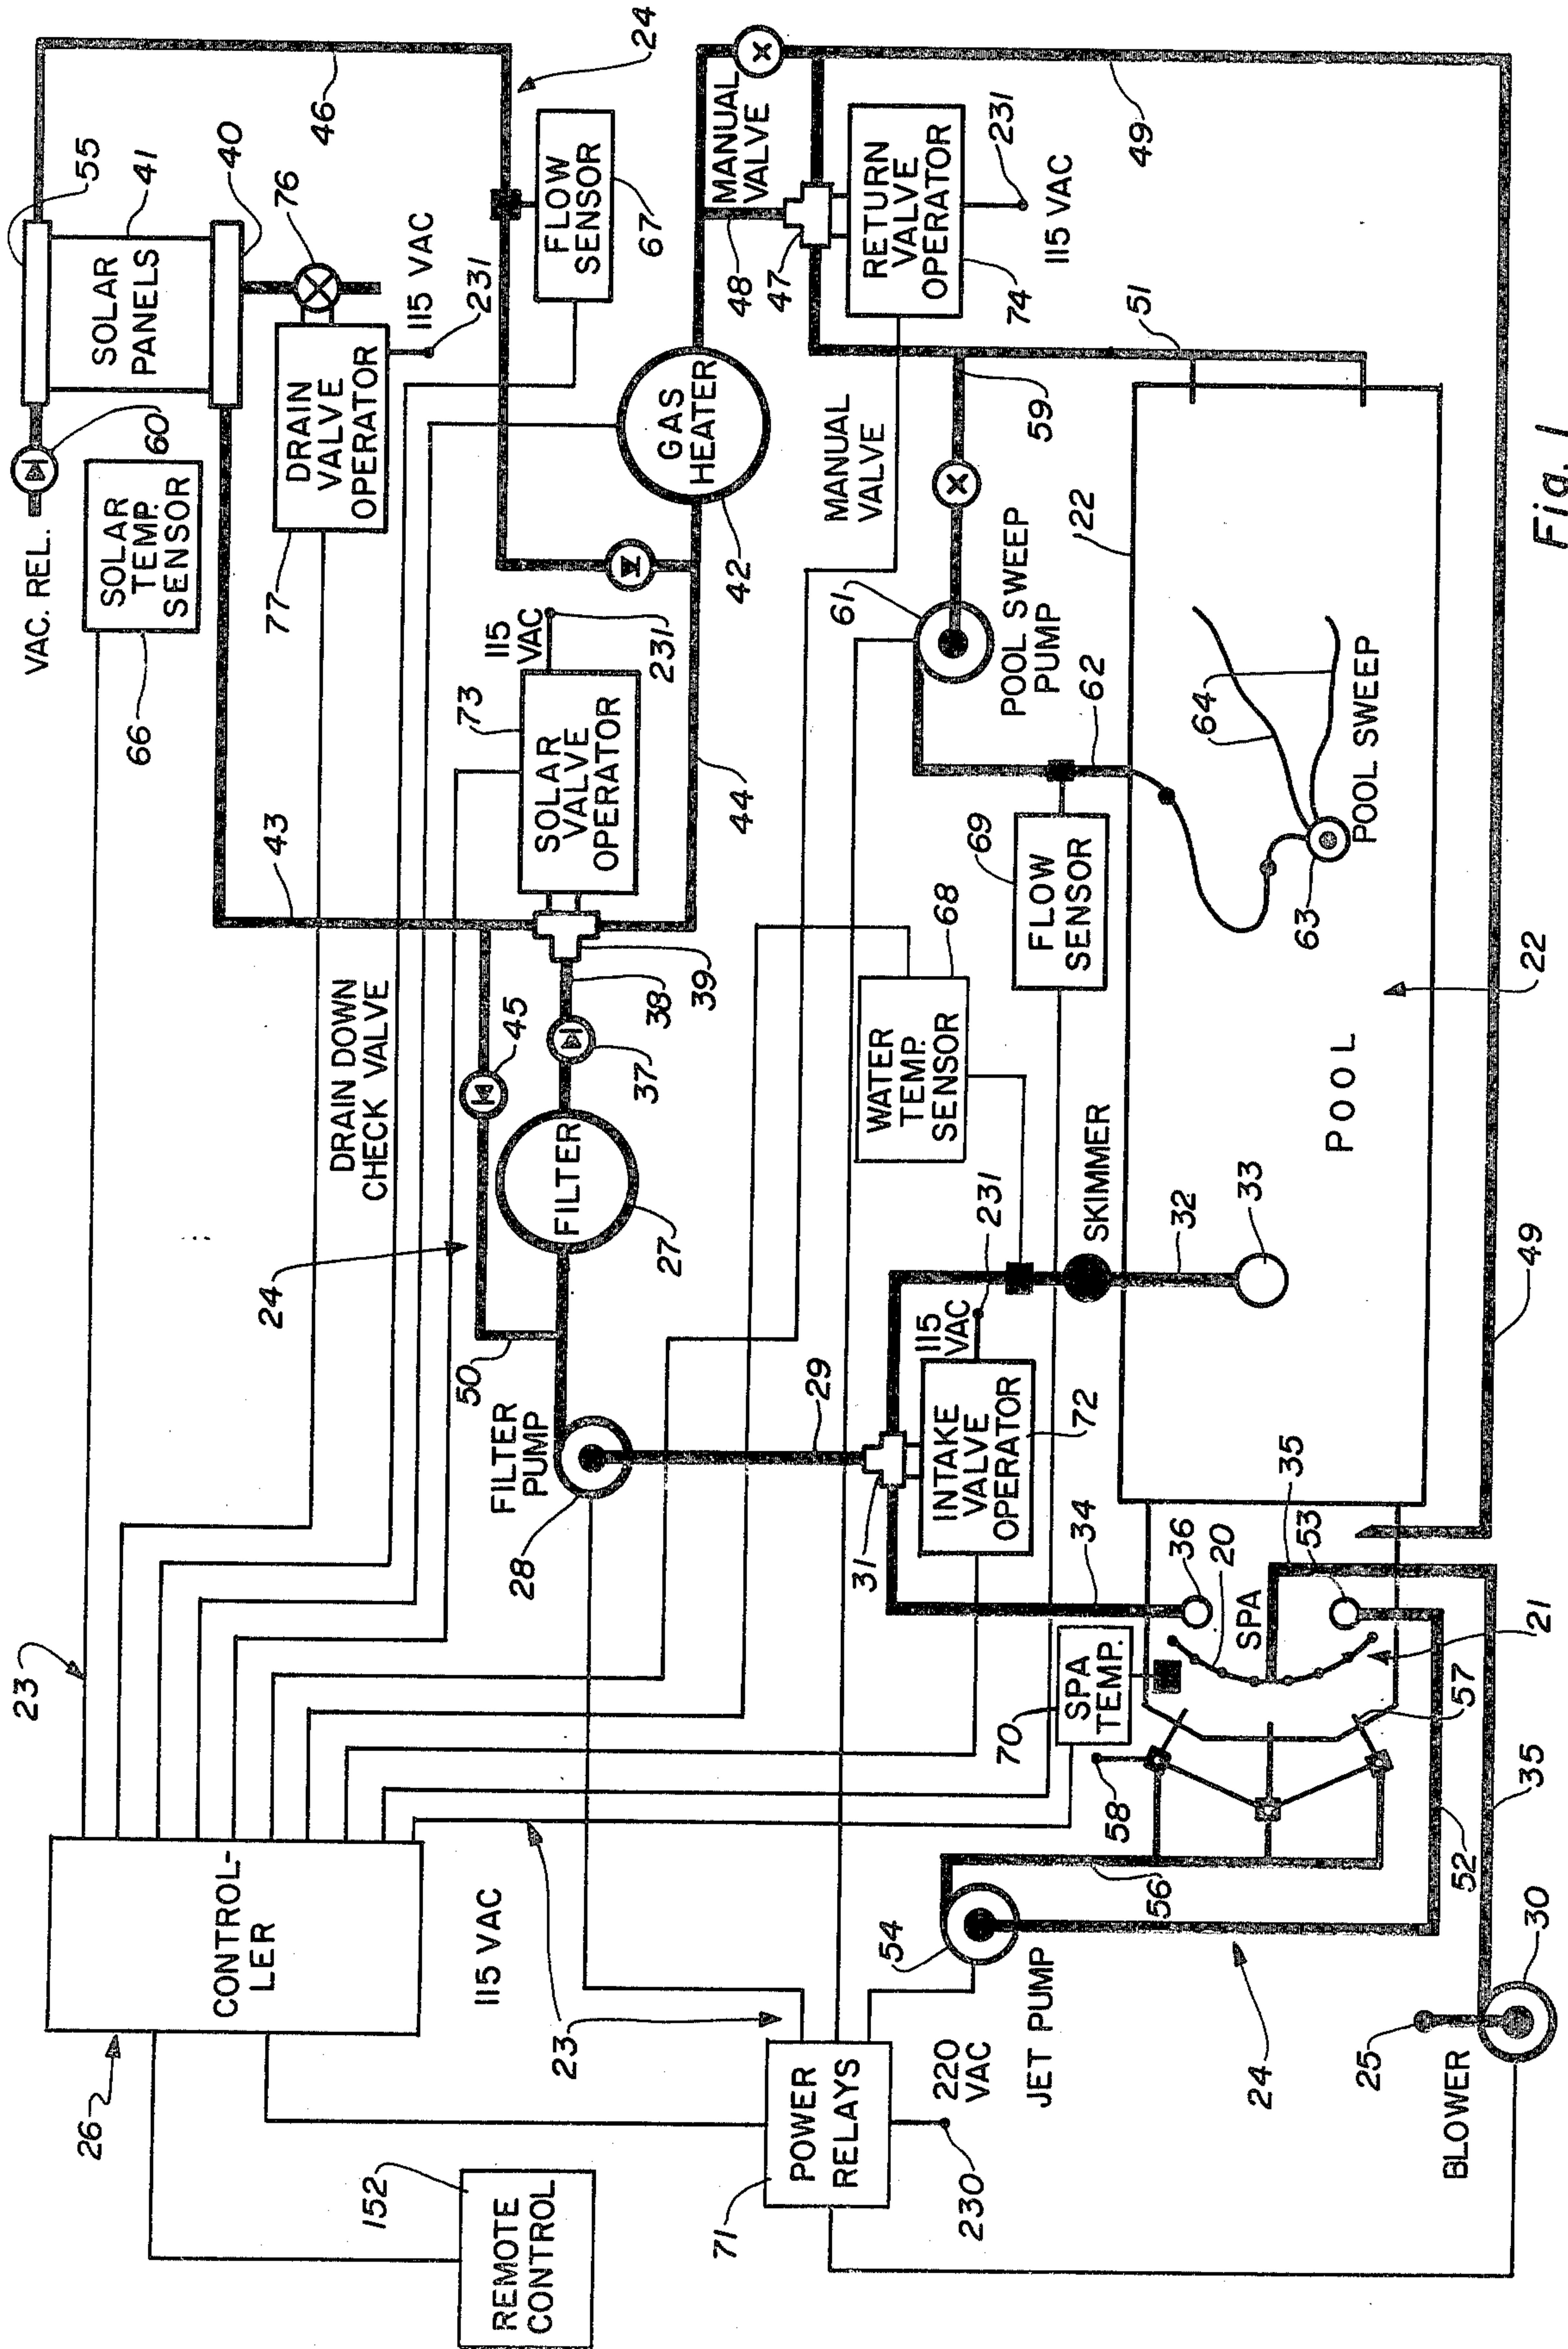 VAC. REL.
60
55
SOLAR
PANELS
41
40
46
76
SOLAR
TEMP.
SENSOR
66
DRAIN
VALVE
OPERATOR
77
115 VAC
231
24
FLOW
SENSOR
67
43
73
SOLAR
VALVE
OPERATOR
115
VAC
231
44
GAS
HEATER
42
MANUAL
VALVE
48
47
RETURN
VALVE
OPERATOR
74
231
115 VAC
49
DRAIN DOWN
CHECK VALVE
45
38
39
37
FILTER
27
24
50
FILTER
PUMP
28
29
WATER
TEMP.
SENSOR
68
FLOW
SENSOR
69
MANUAL
VALVE
61
POOL SWEEP
PUMP
59
51
62
22
64
POOL SWEEP
63
22
POOL
SKIMMER
32
33
49
115
VAC
231
INTAKE
VALVE
OPERATOR
72
31
34
36
20
35
53
SPA
21
57
SPA
TEMP.
70
58
56
52
35
54
JET PUMP
24
23
CONTROL-
LER
26
115 VAC
23
REMOTE
CONTROL
152
POWER
RELAYS
71
220
VAC
230
25
BLOWER
30
Fig. 1